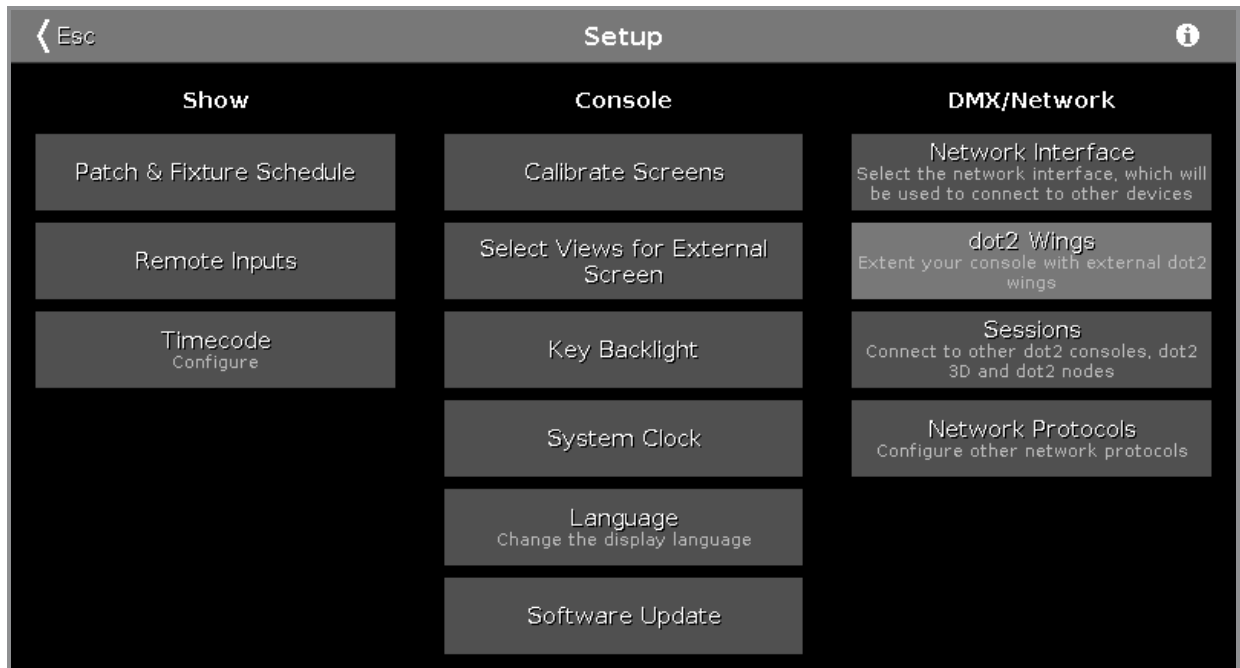 Esc
Setup
Show
Patch & Fixture Schedule
Remote Inputs
Timecode
Configure
Console
Calibrate Screens
Select Views for External
Screen
Key Backlight
System Clock
Language
Change the display language
Software Update
DMX/Network
Network Interface
Select the network interface, which will
be used to connect to other devices
dot2 Wings
Extent your console with external dot2
wings
Sessions
Connect to other dot2 consoles, dot2
3D and dot2 nodes
Network Protocols
Configure other network protocols